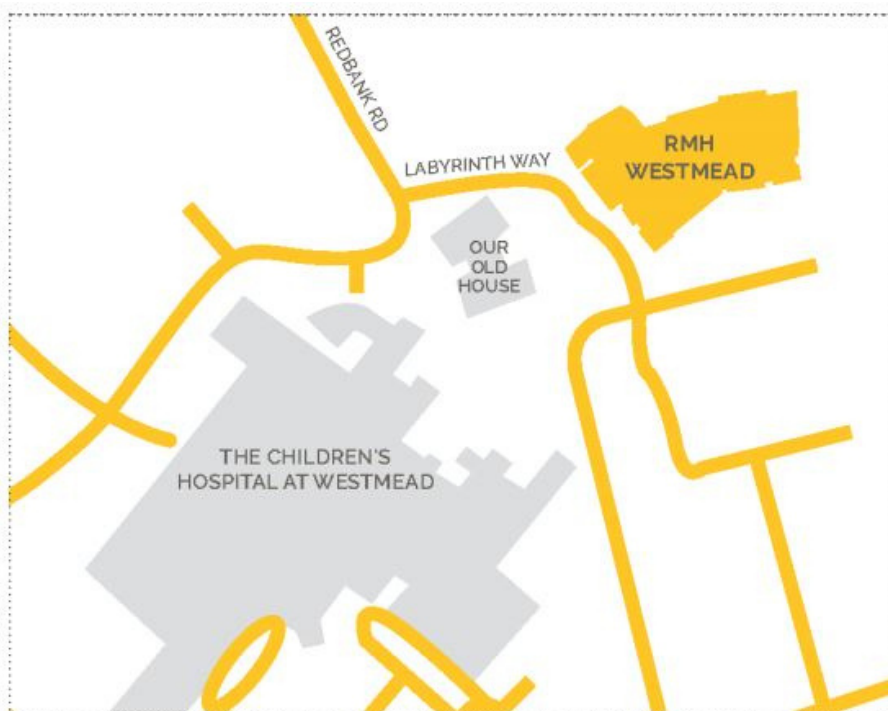 REDBANK RD
LABYRINTH WAY
RMH
WESTMEAD
OUR
OLD
HOUSE
THE CHILDREN'S
HOSPITAL AT WESTMEAD